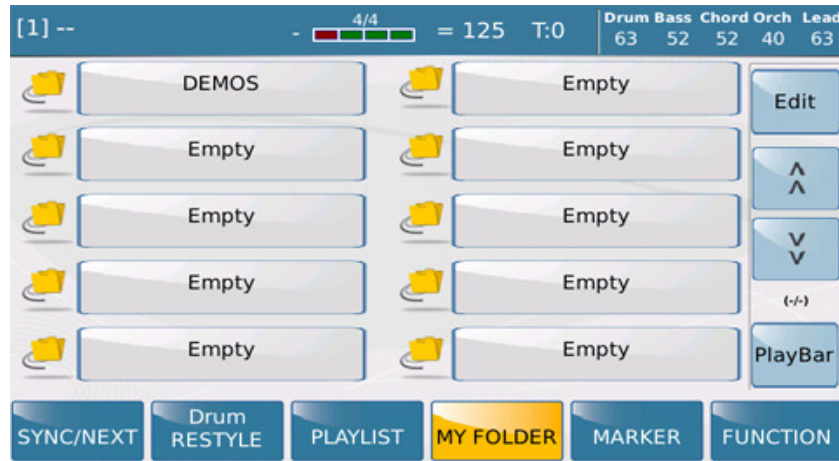 [1] -- - 4/4 = 125 T:0 Drum Bass Chord Orch Lead
63 52 52 40 63
DEMOS Empty
Edit
Empty Empty
Empty Empty
Empty Empty
(-/-)
Empty Empty
PlayBar
SYNC/NEXT
Drum
RESTYLE
PLAYLIST
MY FOLDER
MARKER
FUNCTION